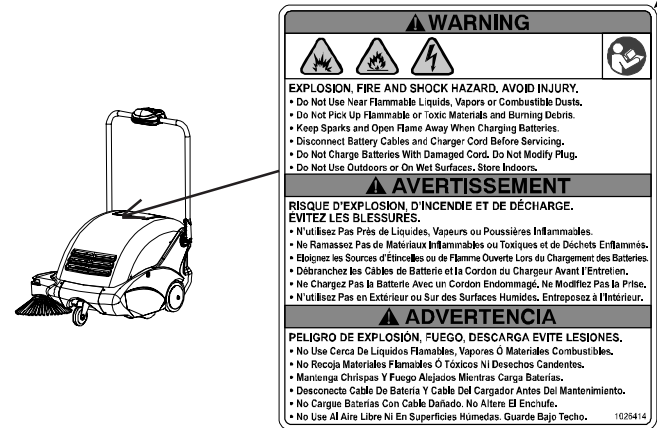 WARNING
EXPLOSION, FIRE AND SHOCK HAZARD. AVOID INJURY.
• Do Not Use Near Flammable Liquids, Vapors or Combustible Dusts.
• Do Not Pick Up Flammable or Toxic Materials and Burning Debris.
• Keep Sparks and Open Flame Away When Charging Batteries.
• Disconnect Battery Cables and Charger Cord Before Servicing.
• Do Not Charge Batteries With Damaged Cord. Do Not Modify Plug.
• Do Not Use Outdoors or On Wet Surfaces. Store Indoors.
AVERTISSEMENT
RISQUE D'EXPLOSION, D'INCENDIE ET DE DÉCHARGE.
ÉVITEZ LES BLESSURES.
• N'utilisez Pas Près de Liquides, Vapeurs ou Poussières Inflammables.
• Ne Ramassez Pas de Matériaux Inflammables ou Toxiques et de Déchets Enflammés.
• Eloignez les Sources d'Étincelles ou de Flamme Ouverte Lors du Chargement des Batteries.
• Débranchez les Câbles de Batterie et la Cordon du Chargeur Avant l'Entretien.
• Ne Chargez Pas la Batterie Avec un Cordon Endommagé. Ne Modifiez Pas la Prise.
• N'utilisez Pas en Extérieur ou Sur des Surfaces Humides. Entreposez à l'Intérieur.
ADVERTENCIA
PELIGRO DE EXPLOSIÓN, FUEGO, DESCARGA EVITE LESIONES.
• No Use Cerca De Líquidos Flamables, Vapores Ó Materiales Combustibles.
• No Recoja Materiales Flamables Ó Tóxicos Ni Desechos Candentes.
• Mantenga Chrispas Y Fuego Alejados Mientras Carga Baterías.
• Desconecte Cable De Batería Y Cable Del Cargador Antes Del Mantenimiento.
• No Cargue Baterías Con Cable Dañado. No Altere El Enchufe.
• No Use Al Aire Libre Ni En Superficies Húmedas. Guarde Bajo Techo. 1026414